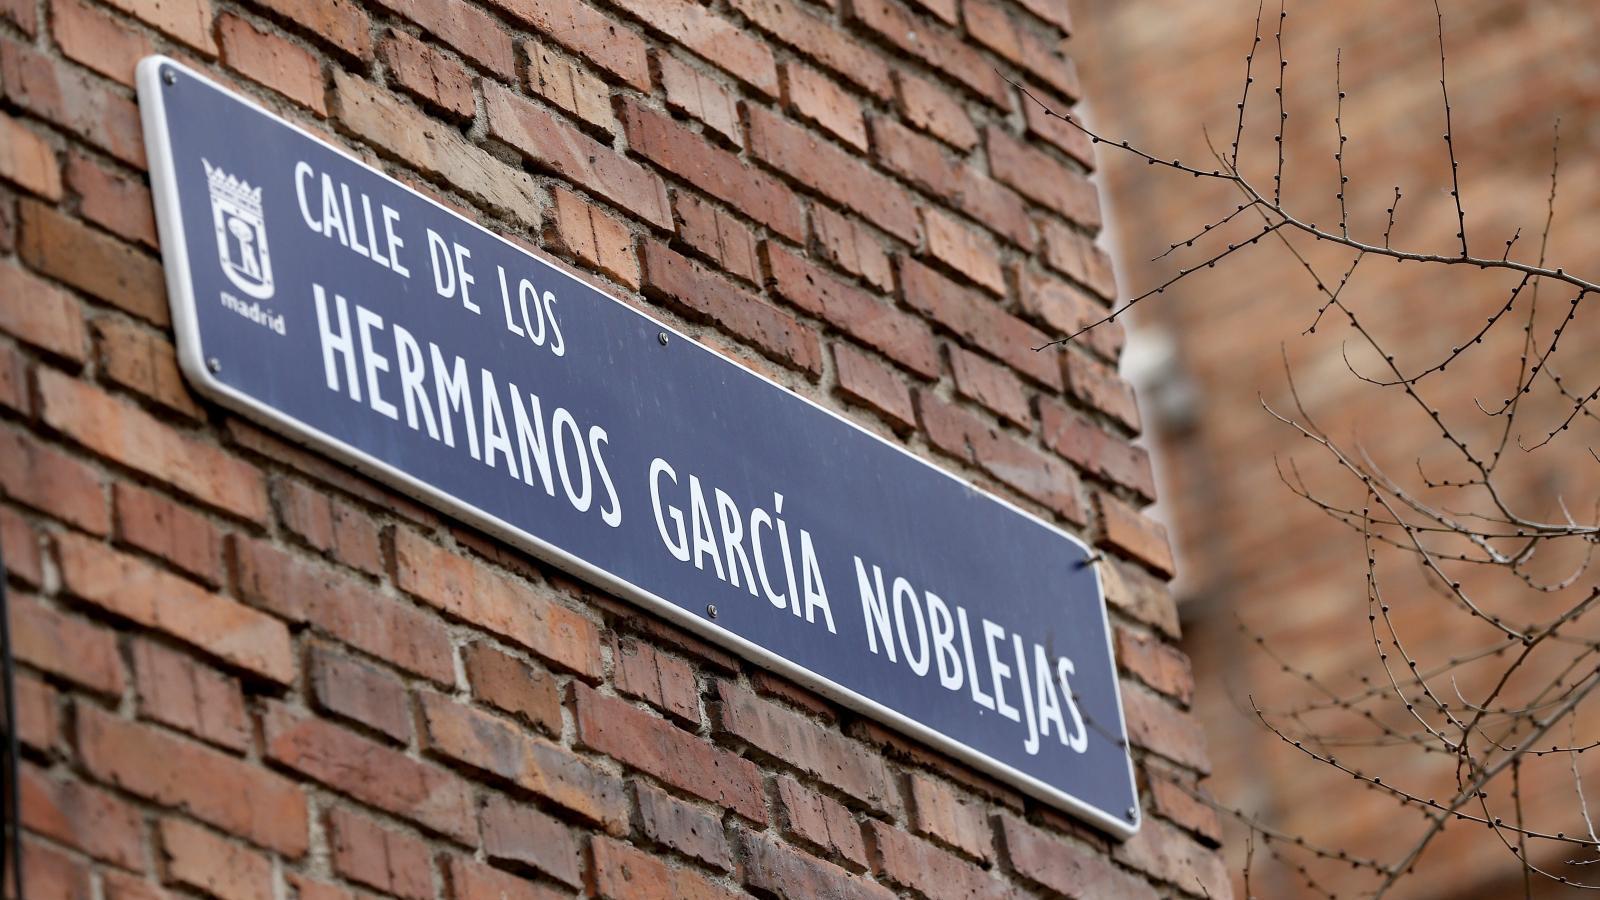 CALLE DE LOS
HERMANOS GARCÍA NOBLEJAS
madrid